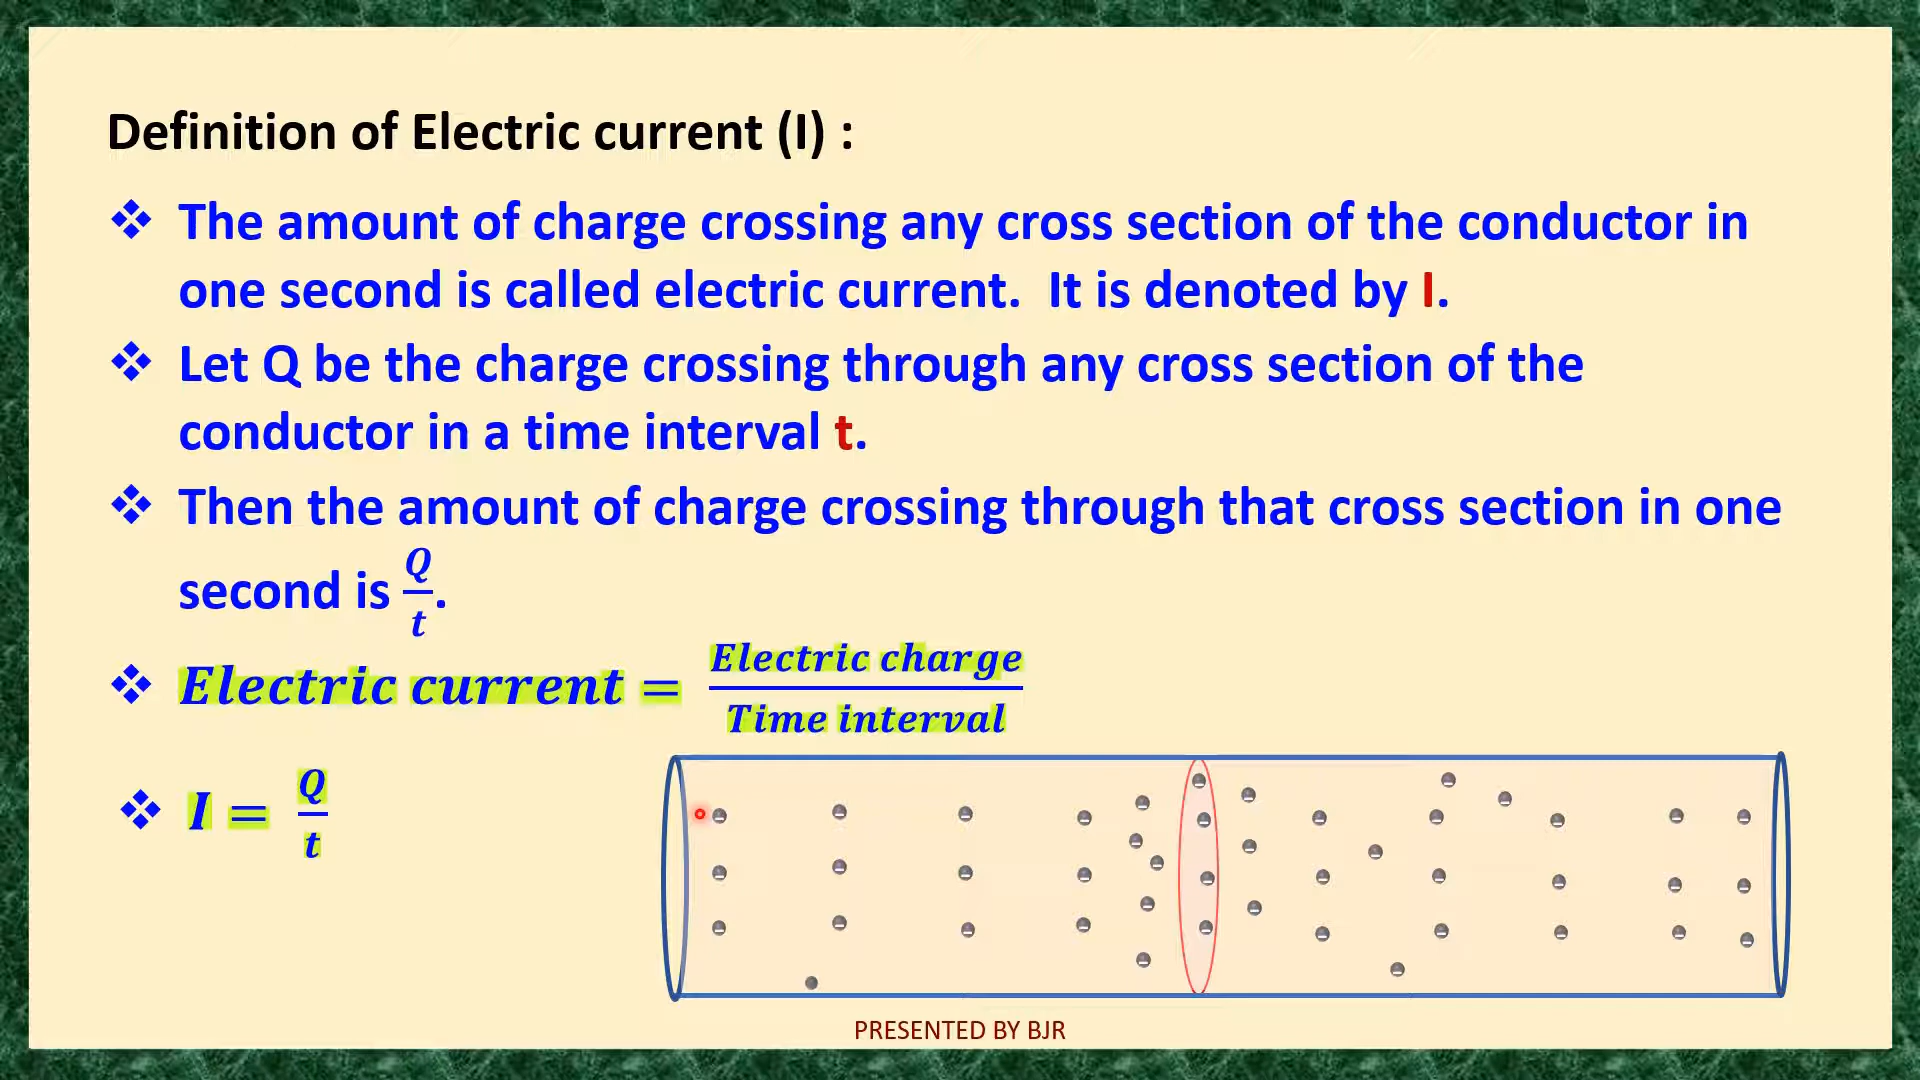 Definition of Electric current (I) :
❖ The amount of charge crossing any cross section of the conductor in
one second is called electric current. It is denoted by I.
❖ Let Q be the charge crossing through any cross section of the
conductor in a time interval t.
❖ Then the amount of charge crossing through that cross section in one
second is Q/t.
❖ Electric current = Electric charge / Time interval
❖ I = Q/t
PRESENTED BY BJR